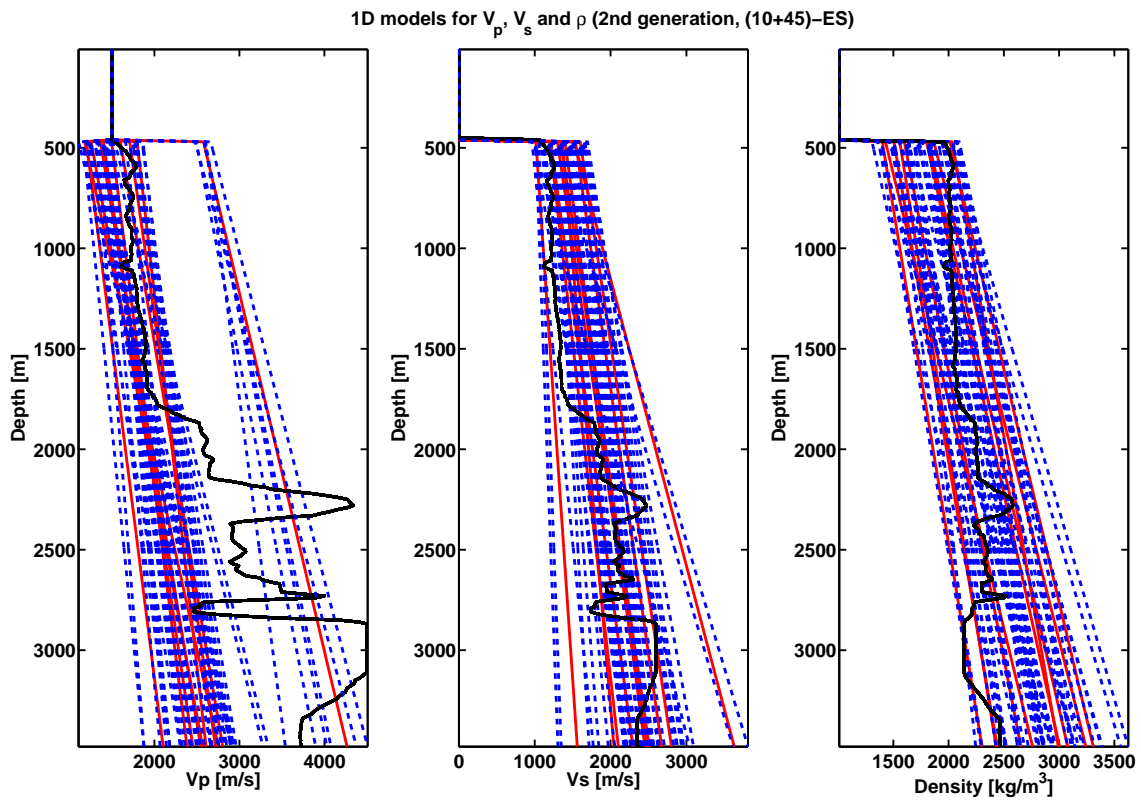 1D models for Vp, Vs and ρ (2nd generation, (10+45)−ES)
500
1000
1500
2000
2500
3000
Depth [m]
2000 3000 4000
Vp [m/s]
500
1000
1500
2000
2500
3000
Depth [m]
0 1000 2000 3000
Vs [m/s]
500
1000
1500
2000
2500
3000
Depth [m]
1500 2000 2500 3000 3500
Density [kg/m³]